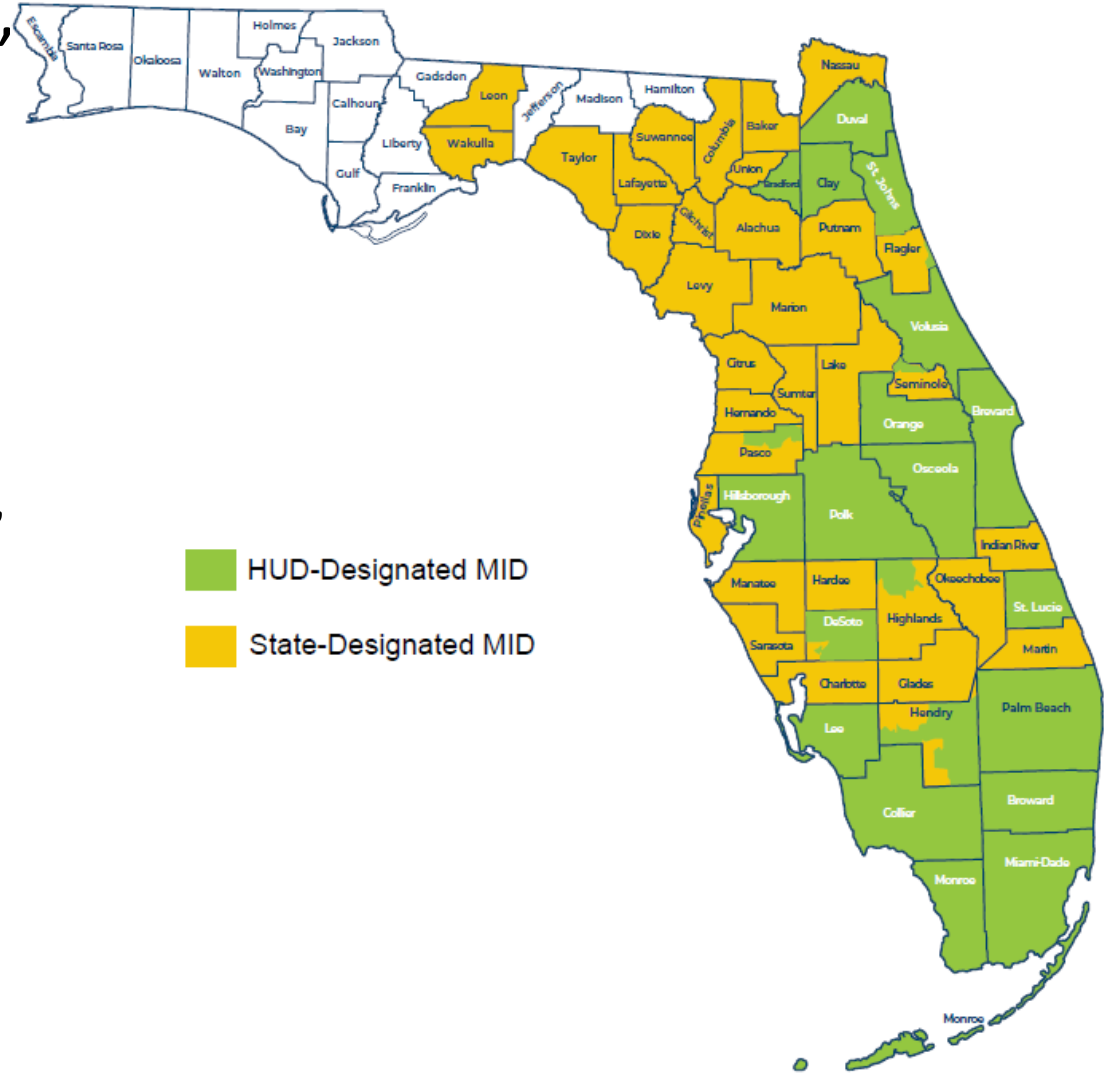 Escambia
Santa Rosa
Okaloosa
Walton
Holmes
Washington
Jackson
Bay
Calhoun
Gulf
Liberty
Gadsden
Franklin
Leon
Wakulla
Jefferson
Madison
Hamilton
Taylor
Suwannee
Lafayette
Dixie
Columbia
Gilchrist
Baker
Union
Bradford
Nassau
Duval
Clay
St Johns
Alachua
Putnam
Flagler
Levy
Marion
Volusia
Citrus
Sumter
Lake
Seminole
Hernando
Orange
Brevard
Pasco
Osceola
Pinellas
Hillsborough
Polk
Indian River
Manatee
Hardee
Okeechobee
Highlands
St. Lucie
DeSoto
Sarasota
Martin
Charlotte
Glades
Hendry
Palm Beach
Lee
Collier
Broward
Miami-Dade
Monroe
Monroe
HUD-Designated MID
State-Designated MID
,
,